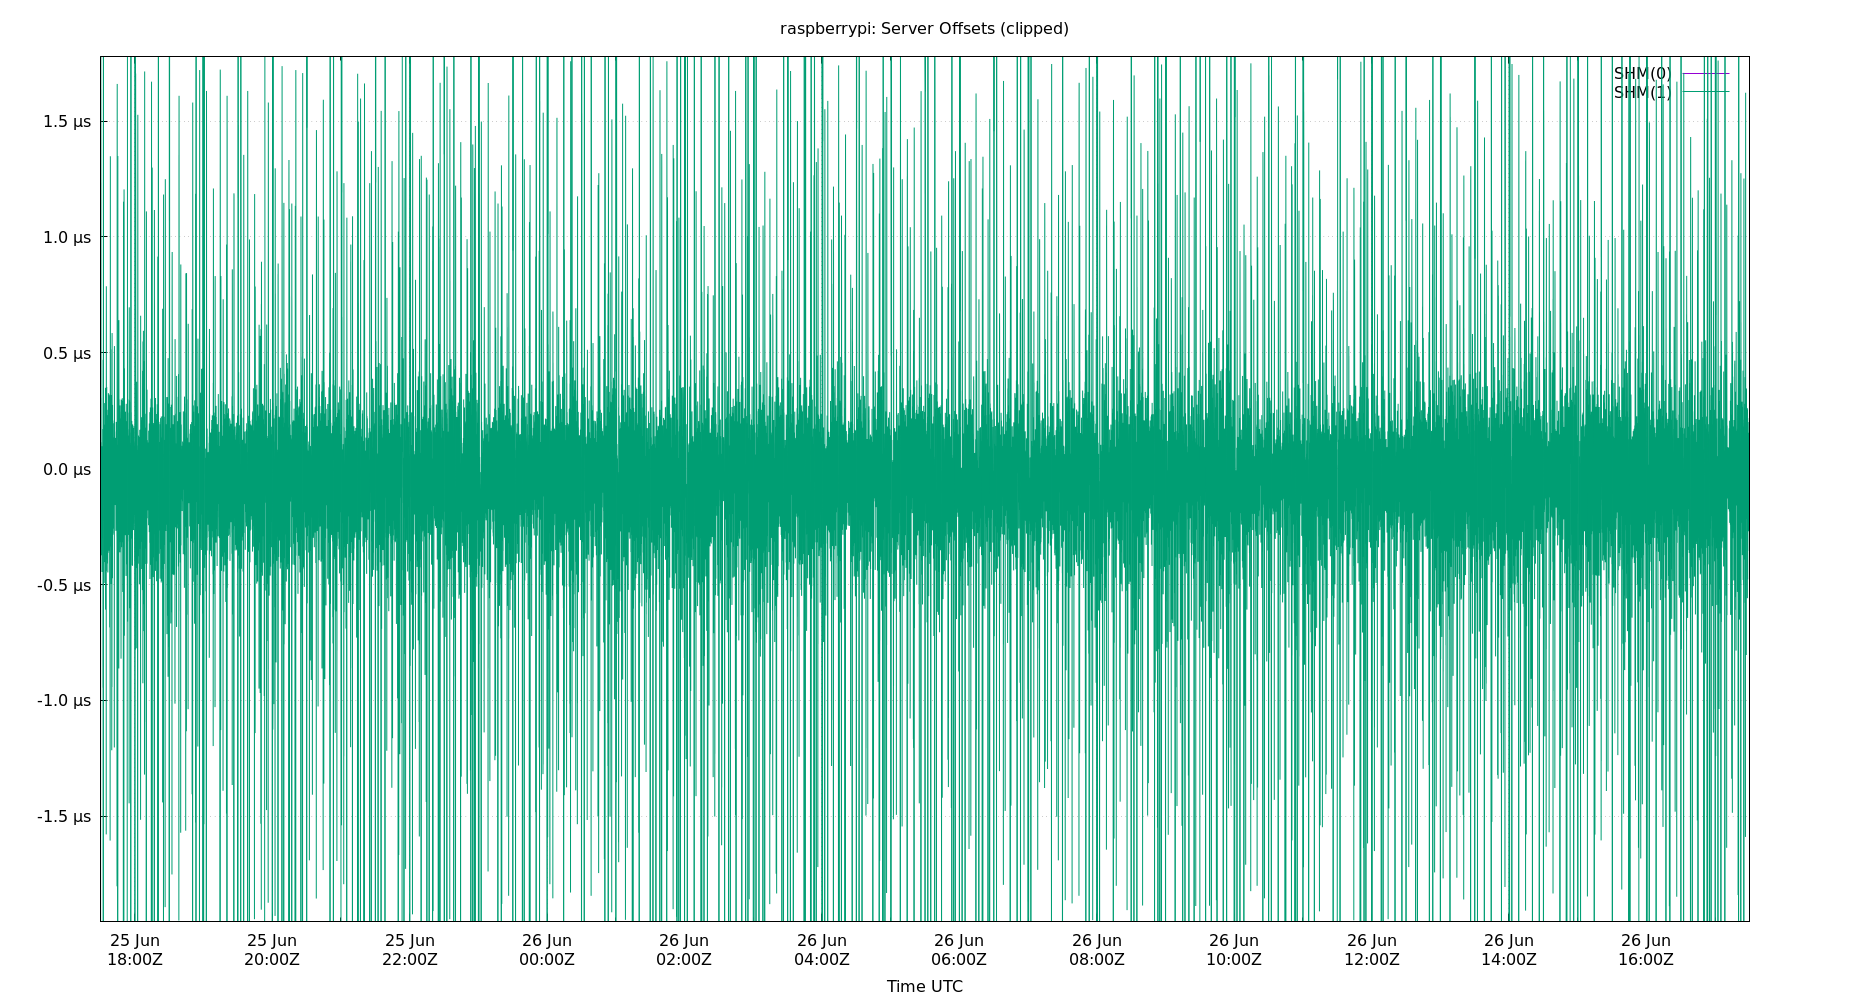 raspberrypi: Server Offsets (clipped)
SHM(0)
SHM(1)
1.5 µs
1.0 µs
0.5 µs
0.0 µs
-0.5 µs
-1.0 µs
-1.5 µs
25 Jun 25 Jun 25 Jun 26 Jun 26 Jun 26 Jun 26 Jun 26 Jun 26 Jun 26 Jun 26 Jun 26 Jun
18:00Z 20:00Z 22:00Z 00:00Z 02:00Z 04:00Z 06:00Z 08:00Z 10:00Z 12:00Z 14:00Z 16:00Z
Time UTC